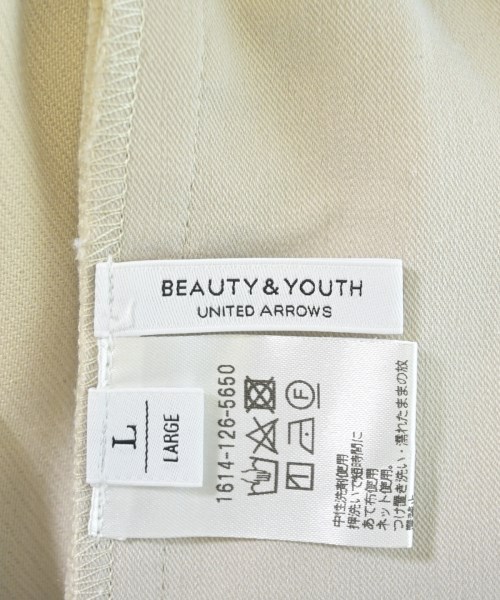 BEAUTY & YOUTH
UNITED ARROWS
L
LARGE
1614-126-5650
F
中性洗剤使用
押洗いで短時間に
あて布使用
ネット使用。
つけ置き洗い・濡れたままの放